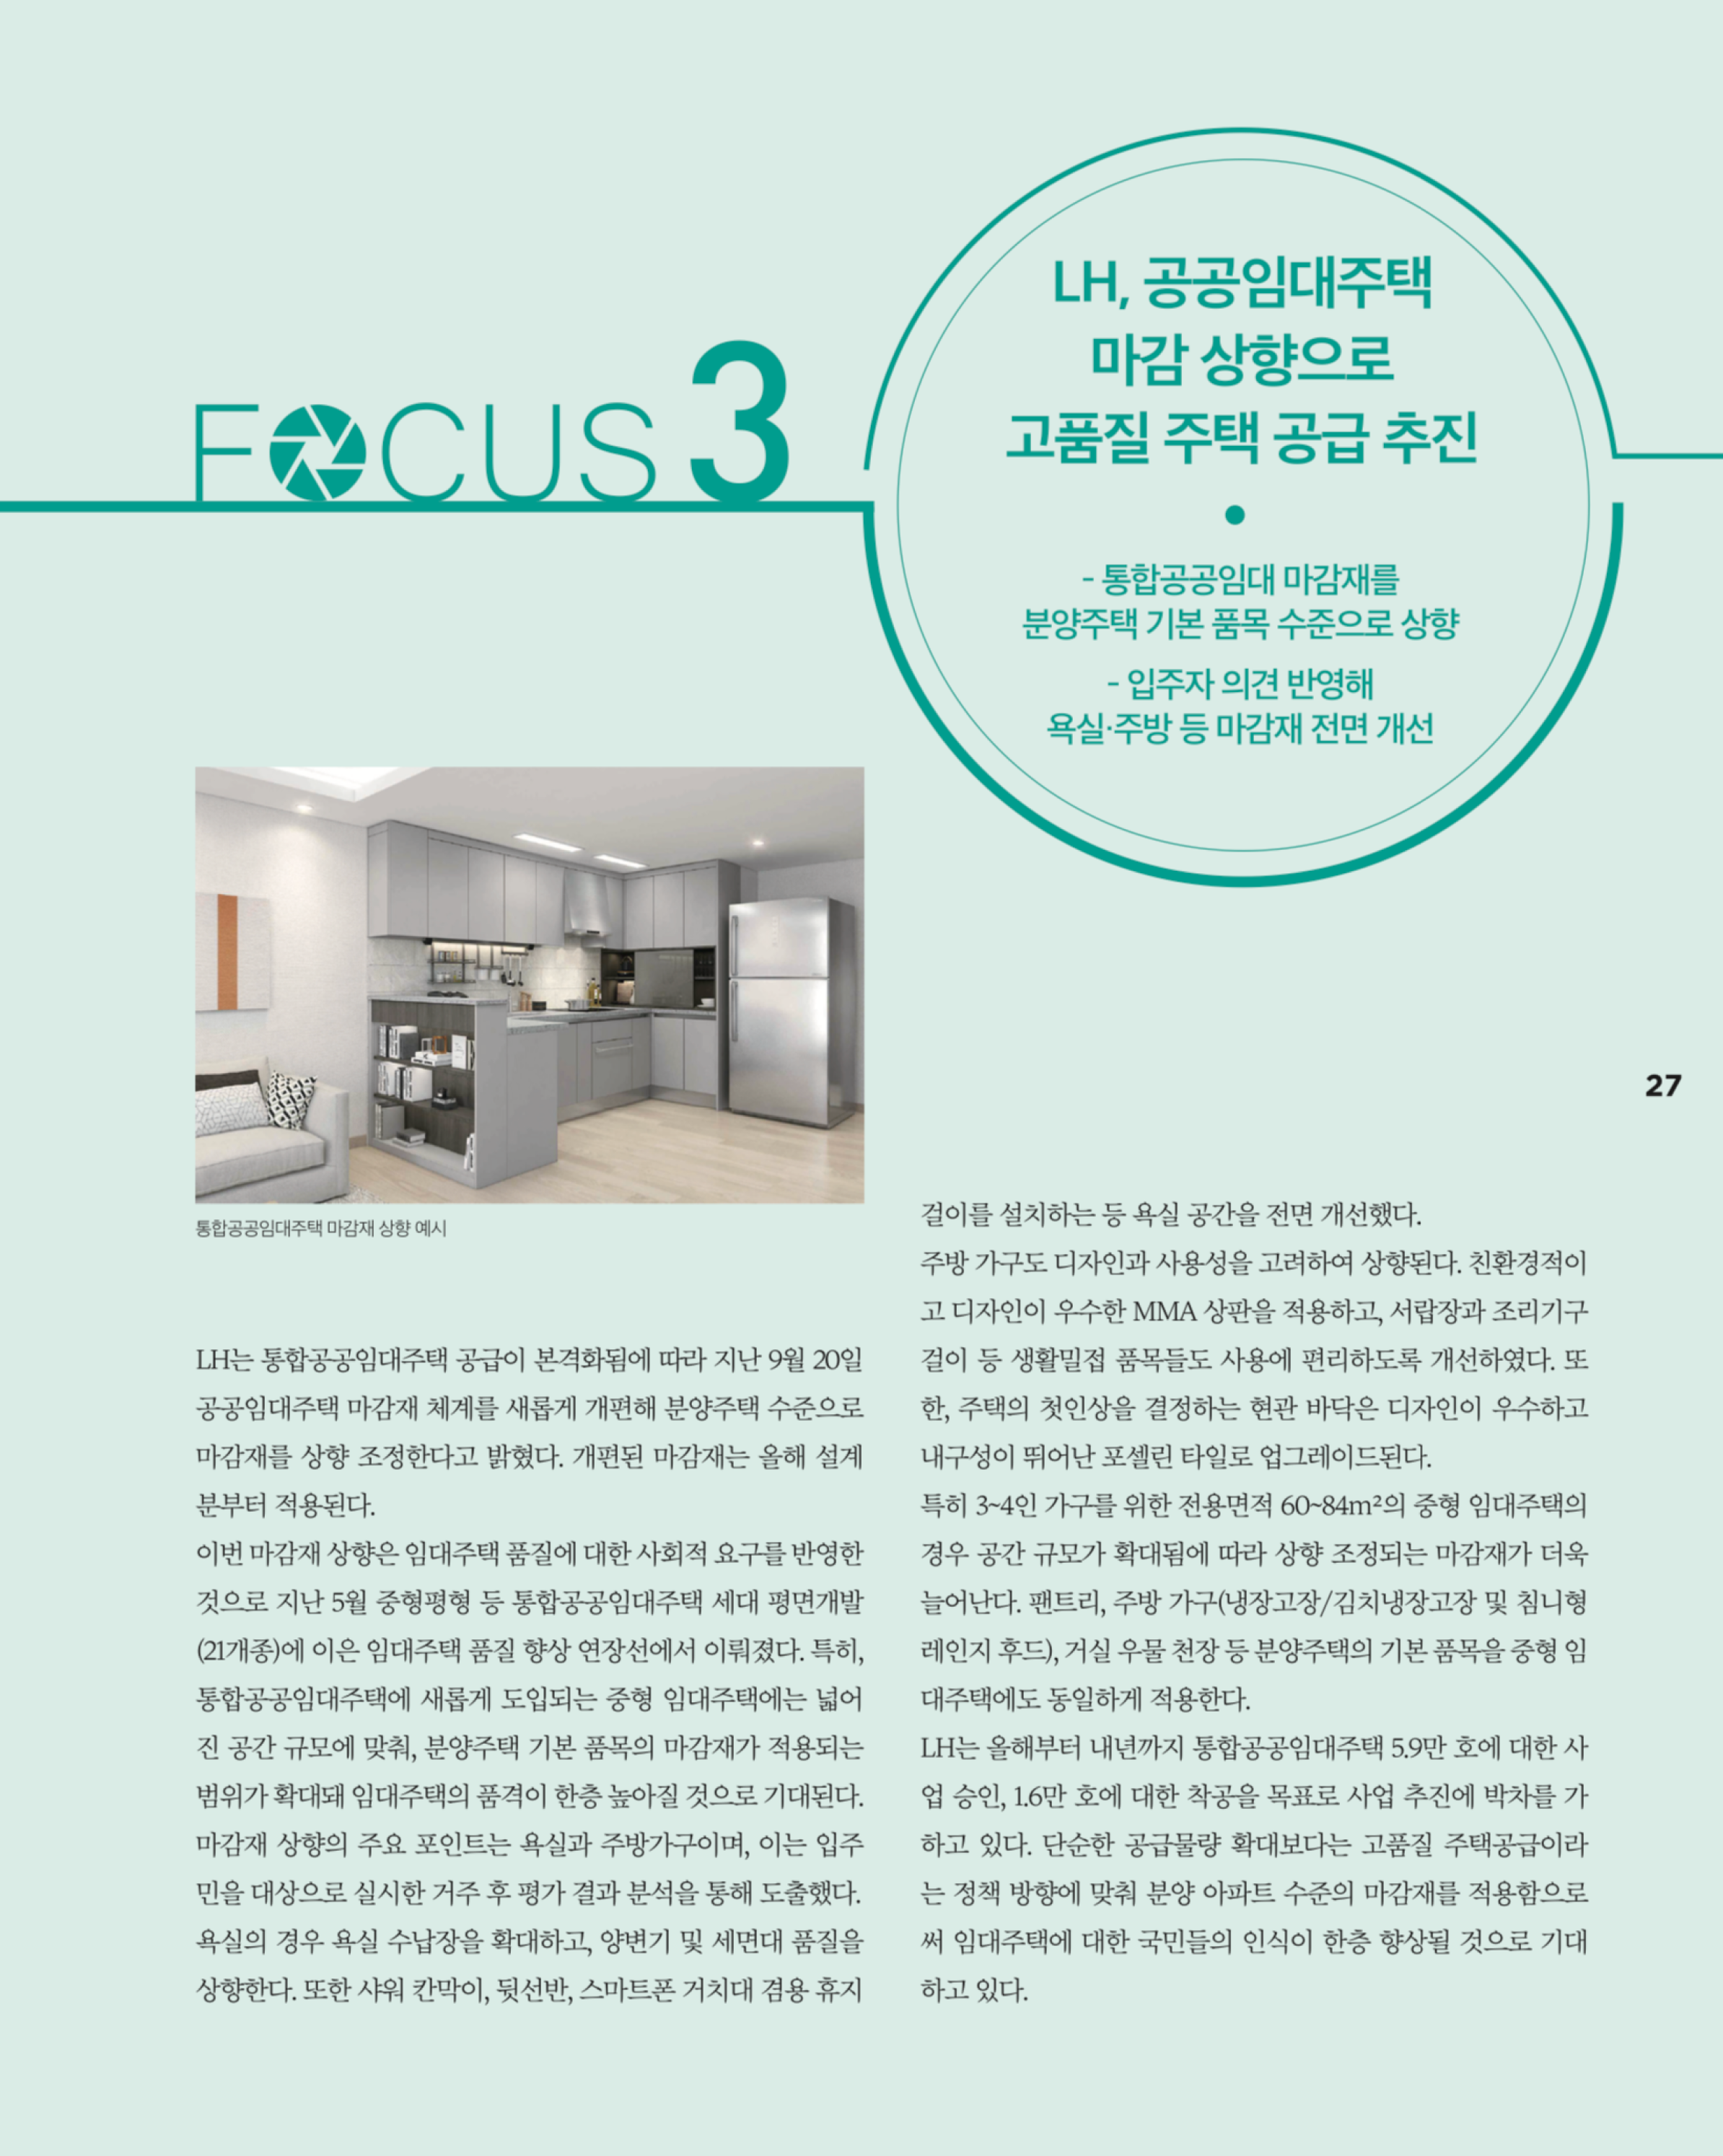 FOCUS 3
LH, 공공임대주택
마감 상향으로
고품질 주택 공급 추진
- 통합공공임대 마감재를
분양주택 기본 품목 수준으로 상향
- 입주자 의견 반영해
욕실·주방 등 마감재 전면 개선
통합공공임대주택 마감재 상향 예시
LH는 통합공공임대주택 공급이 본격화됨에 따라 지난 9월 20일
공공임대주택 마감재 체계를 새롭게 개편해 분양주택 수준으로
마감재를 상향 조정한다고 밝혔다. 개편된 마감재는 올해 설계
분부터 적용된다.
이번 마감재 상향은 임대주택 품질에 대한 사회적 요구를 반영한
것으로 지난 5월 중형평형 등 통합공공임대주택 세대 평면개발
(21개종)에 이은 임대주택 품질 향상 연장선에서 이뤄졌다. 특히,
통합공공임대주택에 새롭게 도입되는 중형 임대주택에는 넓어
진 공간 규모에 맞춰, 분양주택 기본 품목의 마감재가 적용되는
범위가 확대돼 임대주택의 품격이 한층 높아질 것으로 기대된다.
마감재 상향의 주요 포인트는 욕실과 주방가구이며, 이는 입주
민을 대상으로 실시한 거주 후 평가 결과 분석을 통해 도출했다.
욕실의 경우 욕실 수납장을 확대하고, 양변기 및 세면대 품질을
상향한다. 또한 샤워 칸막이, 뒷선반, 스마트폰 거치대 겸용 휴지
걸이를 설치하는 등 욕실 공간을 전면 개선했다.
주방 가구도 디자인과 사용성을 고려하여 상향된다. 친환경적이
고 디자인이 우수한 MMA 상판을 적용하고, 서랍장과 조리기구
걸이 등 생활밀접 품목들도 사용에 편리하도록 개선하였다. 또
한, 주택의 첫인상을 결정하는 현관 바닥은 디자인이 우수하고
내구성이 뛰어난 포셀린 타일로 업그레이드된다.
특히 3~4인 가구를 위한 전용면적 60~84m²의 중형 임대주택의
경우 공간 규모가 확대됨에 따라 상향 조정되는 마감재가 더욱
늘어난다. 팬트리, 주방 가구(냉장고장/김치냉장고장 및 침니형
레인지 후드), 거실 우물 천장 등 분양주택의 기본 품목을 중형 임
대주택에도 동일하게 적용한다.
LH는 올해부터 내년까지 통합공공임대주택 5.9만 호에 대한 사
업 승인, 1.6만 호에 대한 착공을 목표로 사업 추진에 박차를 가
하고 있다. 단순한 공급물량 확대보다는 고품질 주택공급이라
는 정책 방향에 맞춰 분양 아파트 수준의 마감재를 적용함으로
써 임대주택에 대한 국민들의 인식이 한층 향상될 것으로 기대
하고 있다.
27